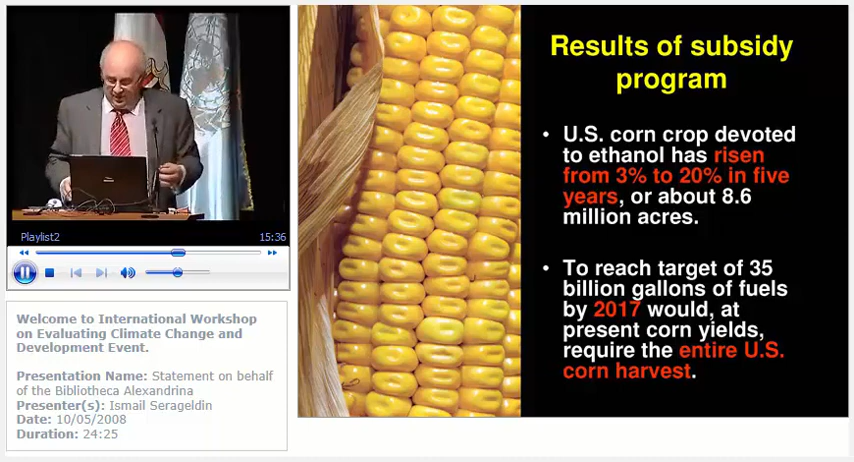 Playlist2
15:36
Welcome to International Workshop
on Evaluating Climate Change and
Development Event.
Presentation Name: Statement on behalf
of the Bibliotheca Alexandrina
Presenter(s): Ismail Serageldin
Date: 10/05/2008
Duration: 24:25
Results of subsidy
program
• U.S. corn crop devoted
to ethanol has risen
from 3% to 20% in five
years, or about 8.6
million acres.
• To reach target of 35
billion gallons of fuels
by 2017 would, at
present corn yields,
require the entire U.S.
corn harvest.